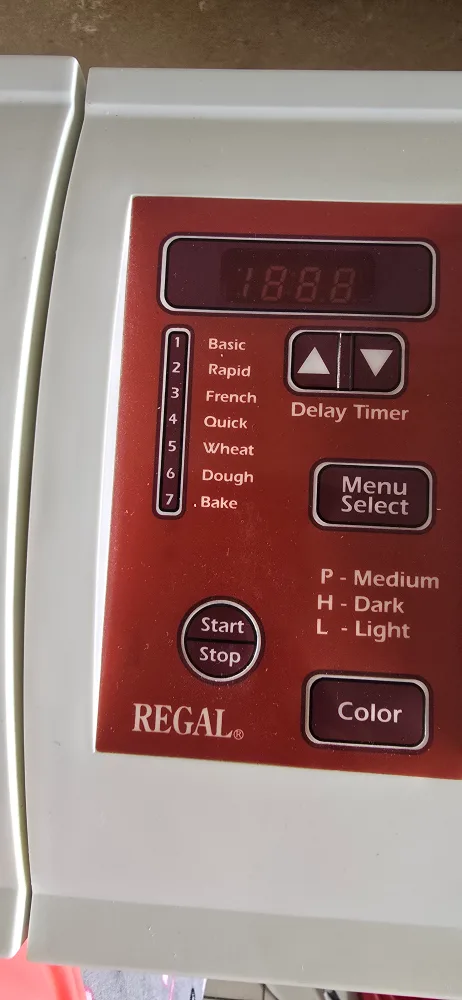 1888
1 Basic
2 Rapid
3 French
4 Quick
5 Wheat
6 Dough
7 Bake
Delay Timer
Menu
Select
P - Medium
H - Dark
L - Light
Start
Stop
Color
REGAL®